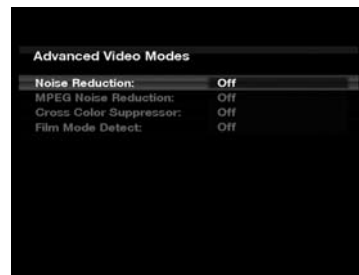 Advanced Video Modes
Noise Reduction: Off
MPEG Noise Reduction: Off
Cross Color Suppressor: Off
Film Mode Detect: Off